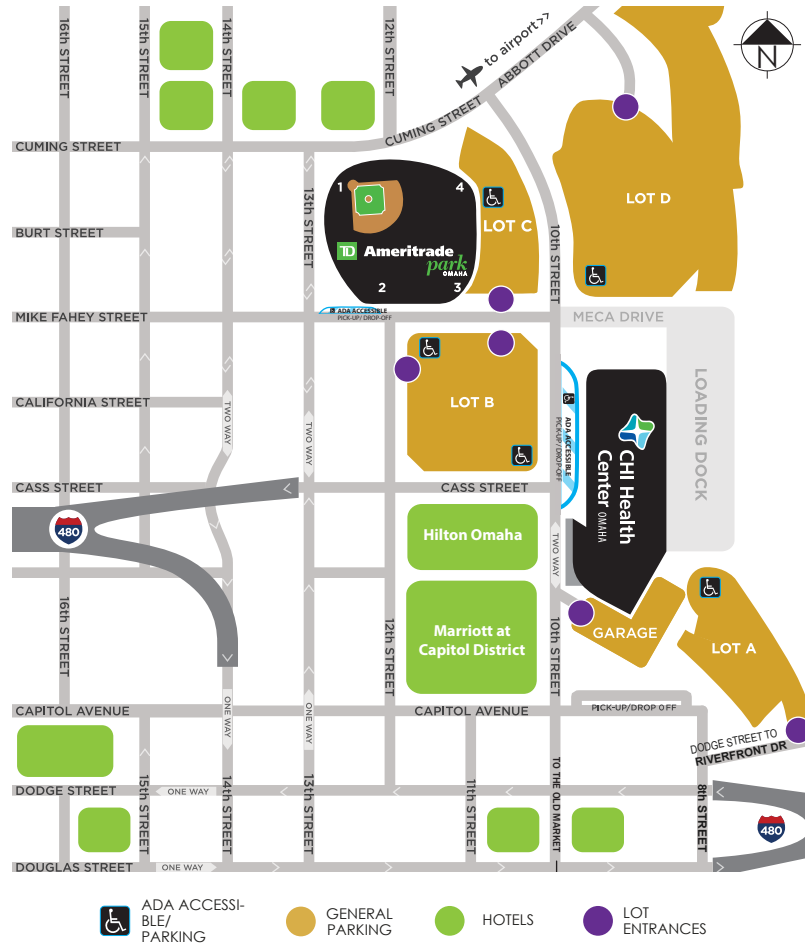 16th STREET
15th STREET
14th STREET
12th STREET
to airport>>
ABBOTT DRIVE
N
CUMING STREET
CUMING STREET
13th STREET
1
4
LOT C
LOT D
TD Ameritrade
park
OMAHA
2
3
BURT STREET
10th STREET
MIKE FAHEY STREET
ADA ACCESSIBLE
PICK-UP/ DROP-OFF
MECA DRIVE
LOADING DOCK
LOT B
CALIFORNIA STREET
TWO WAY
TWO WAY
ADA ACCESSIBLE
PICK-UP/ DROP-OFF
CHI Health
Center OMAHA
CASS STREET
CASS STREET
480
Hilton Omaha
TWO WAY
16th STREET
12th STREET
Marriott at
Capitol District
10th STREET
GARAGE
LOT A
CAPITOL AVENUE
ONE WAY
ONE WAY
CAPITOL AVENUE
PICK-UP/DROP OFF
DODGE STREET TO
RIVERFRONT DR
DODGE STREET
ONE WAY
15th STREET
14th STREET
13th STREET
11th STREET
TO THE OLD MARKET
8th STREET
480
DOUGLAS STREET
ONE WAY
ADA ACCESSI-
BLE/
PARKING
GENERAL
PARKING
HOTELS
LOT
ENTRANCES